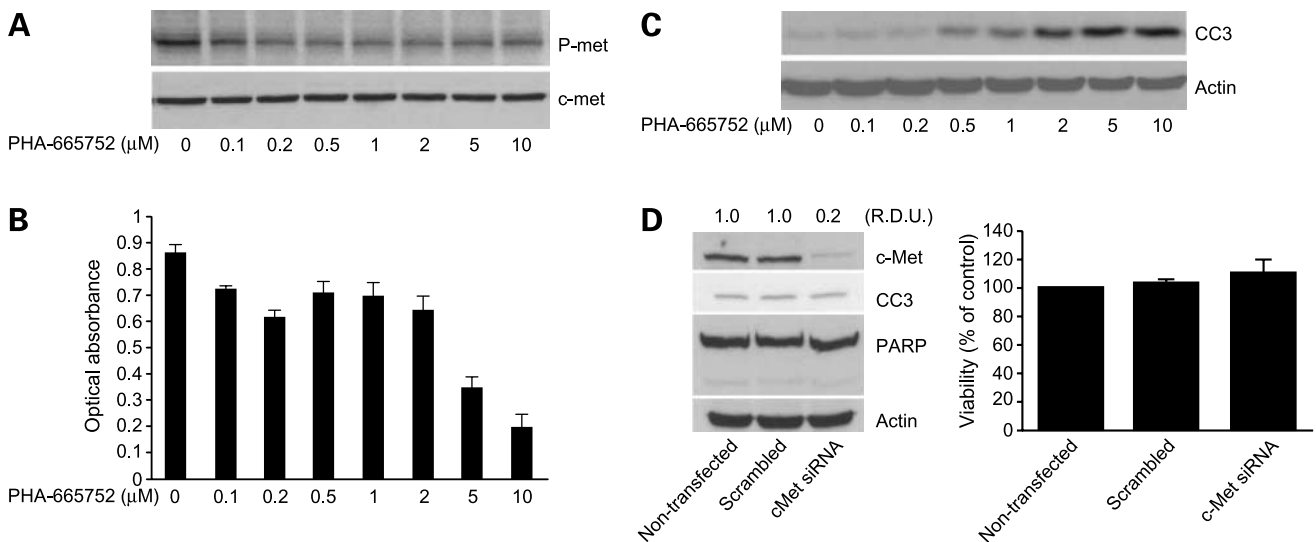 A
P-met
c-met
PHA-665752 (μM) 0 0.1 0.2 0.5 1 2 5 10
B
Optical absorbance
1
0.9
0.8
0.7
0.6
0.5
0.4
0.3
0.2
0.1
0
PHA-665752 (μM) 0 0.1 0.2 0.5 1 2 5 10
C
CC3
Actin
PHA-665752 (μM) 0 0.1 0.2 0.5 1 2 5 10
D
1.0 1.0 0.2 (R.D.U.)
c-Met
CC3
PARP
Actin
Non-transfected
Scrambled
cMet siRNA
Viability (% of control)
140
120
100
80
60
40
20
0
Non-transfected
Scrambled
c-Met siRNA